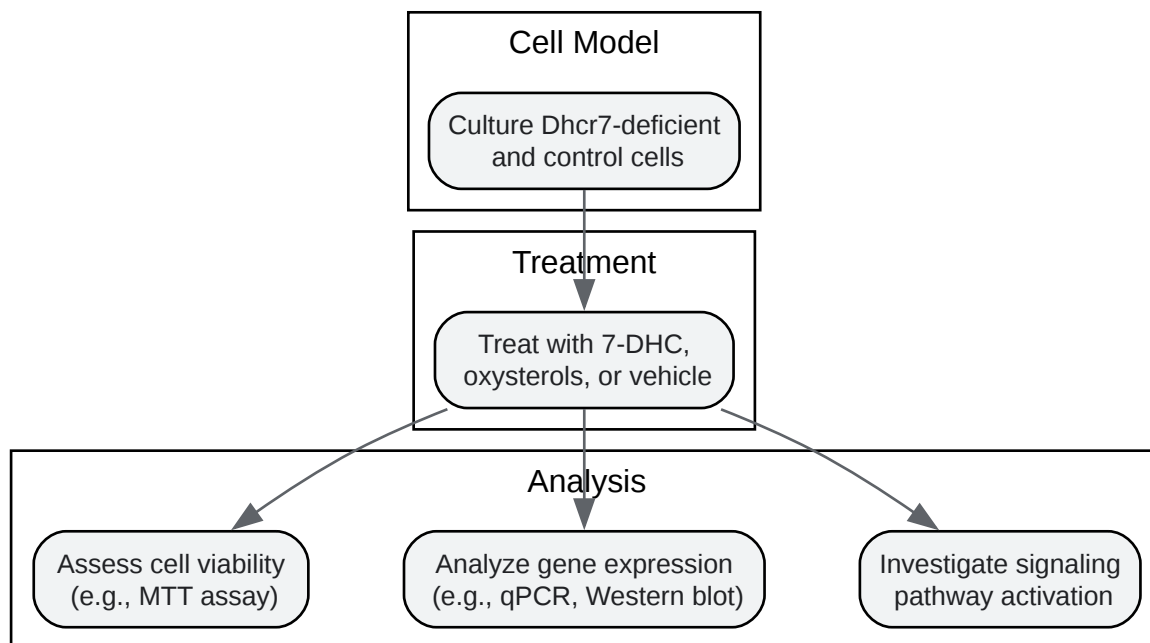 Cell Model
Culture Dhcr7-deficient
and control cells
Treatment
Treat with 7-DHC,
oxysterols, or vehicle
Analysis
Assess cell viability
(e.g., MTT assay)
Analyze gene expression
(e.g., qPCR, Western blot)
Investigate signaling
pathway activation